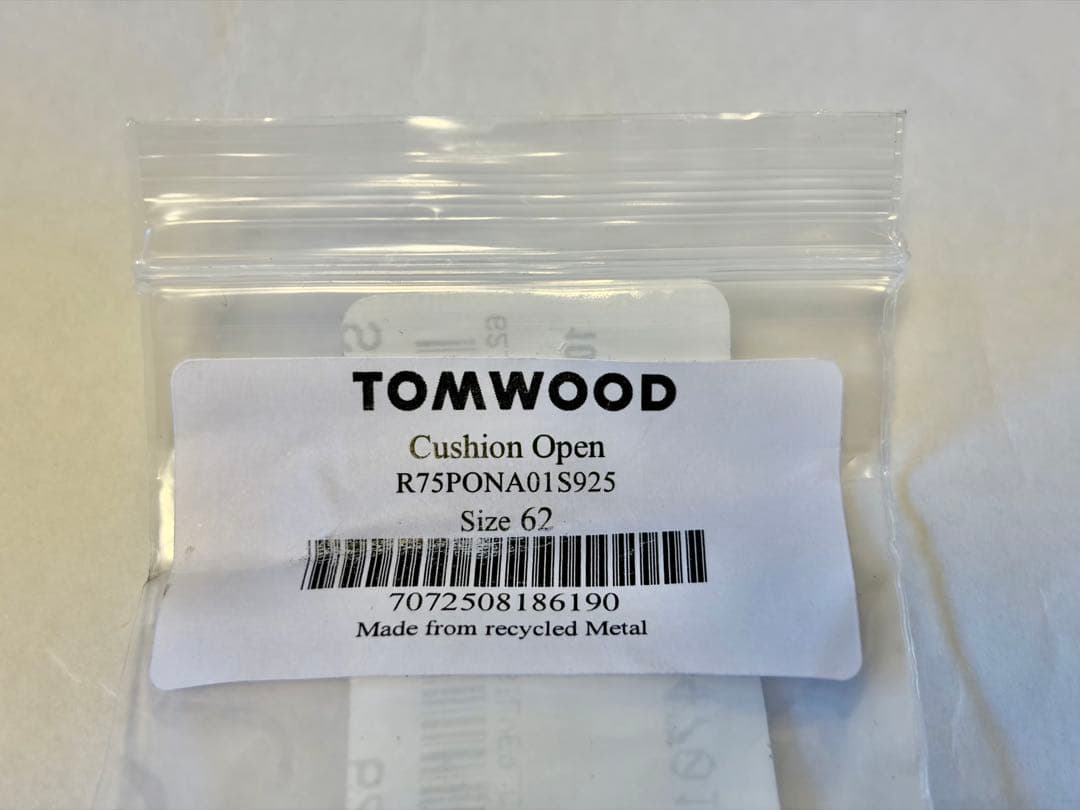 TOMWOOD
Cushion Open
R75PONA01S925
Size 62
7072508186190
Made from recycled Metal